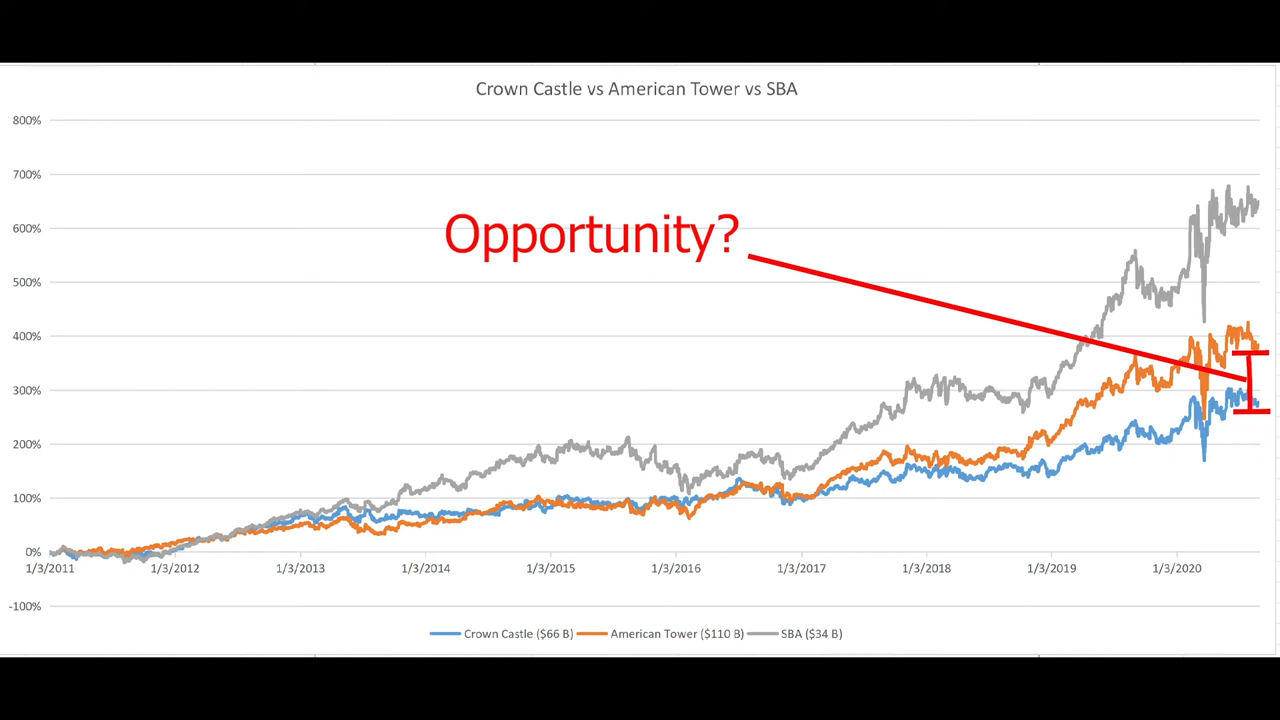 Crown Castle vs American Tower vs SBA
800%
700%
Opportunity?
600%
500%
400%
300%
200%
100%
0%
1/3/2011 1/3/2012 1/3/2013 1/3/2014 1/3/2015 1/3/2016 1/3/2017 1/3/2018 1/3/2019 1/3/2020
-100%
Crown Castle ($66 B) American Tower ($110 B) SBA ($34 B)